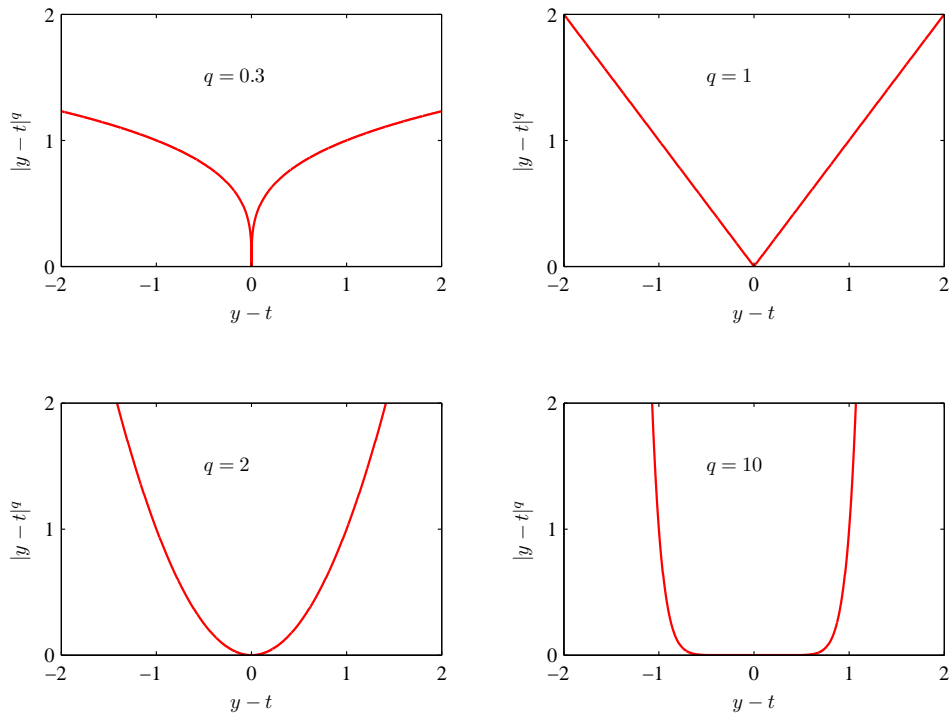 2
1
0
|y − t|^q
q = 0.3
−2 −1 0 1 2
y − t
2
1
0
|y − t|^q
q = 1
−2 −1 0 1 2
y − t
2
1
0
|y − t|^q
q = 2
−2 −1 0 1 2
y − t
2
1
0
|y − t|^q
q = 10
−2 −1 0 1 2
y − t